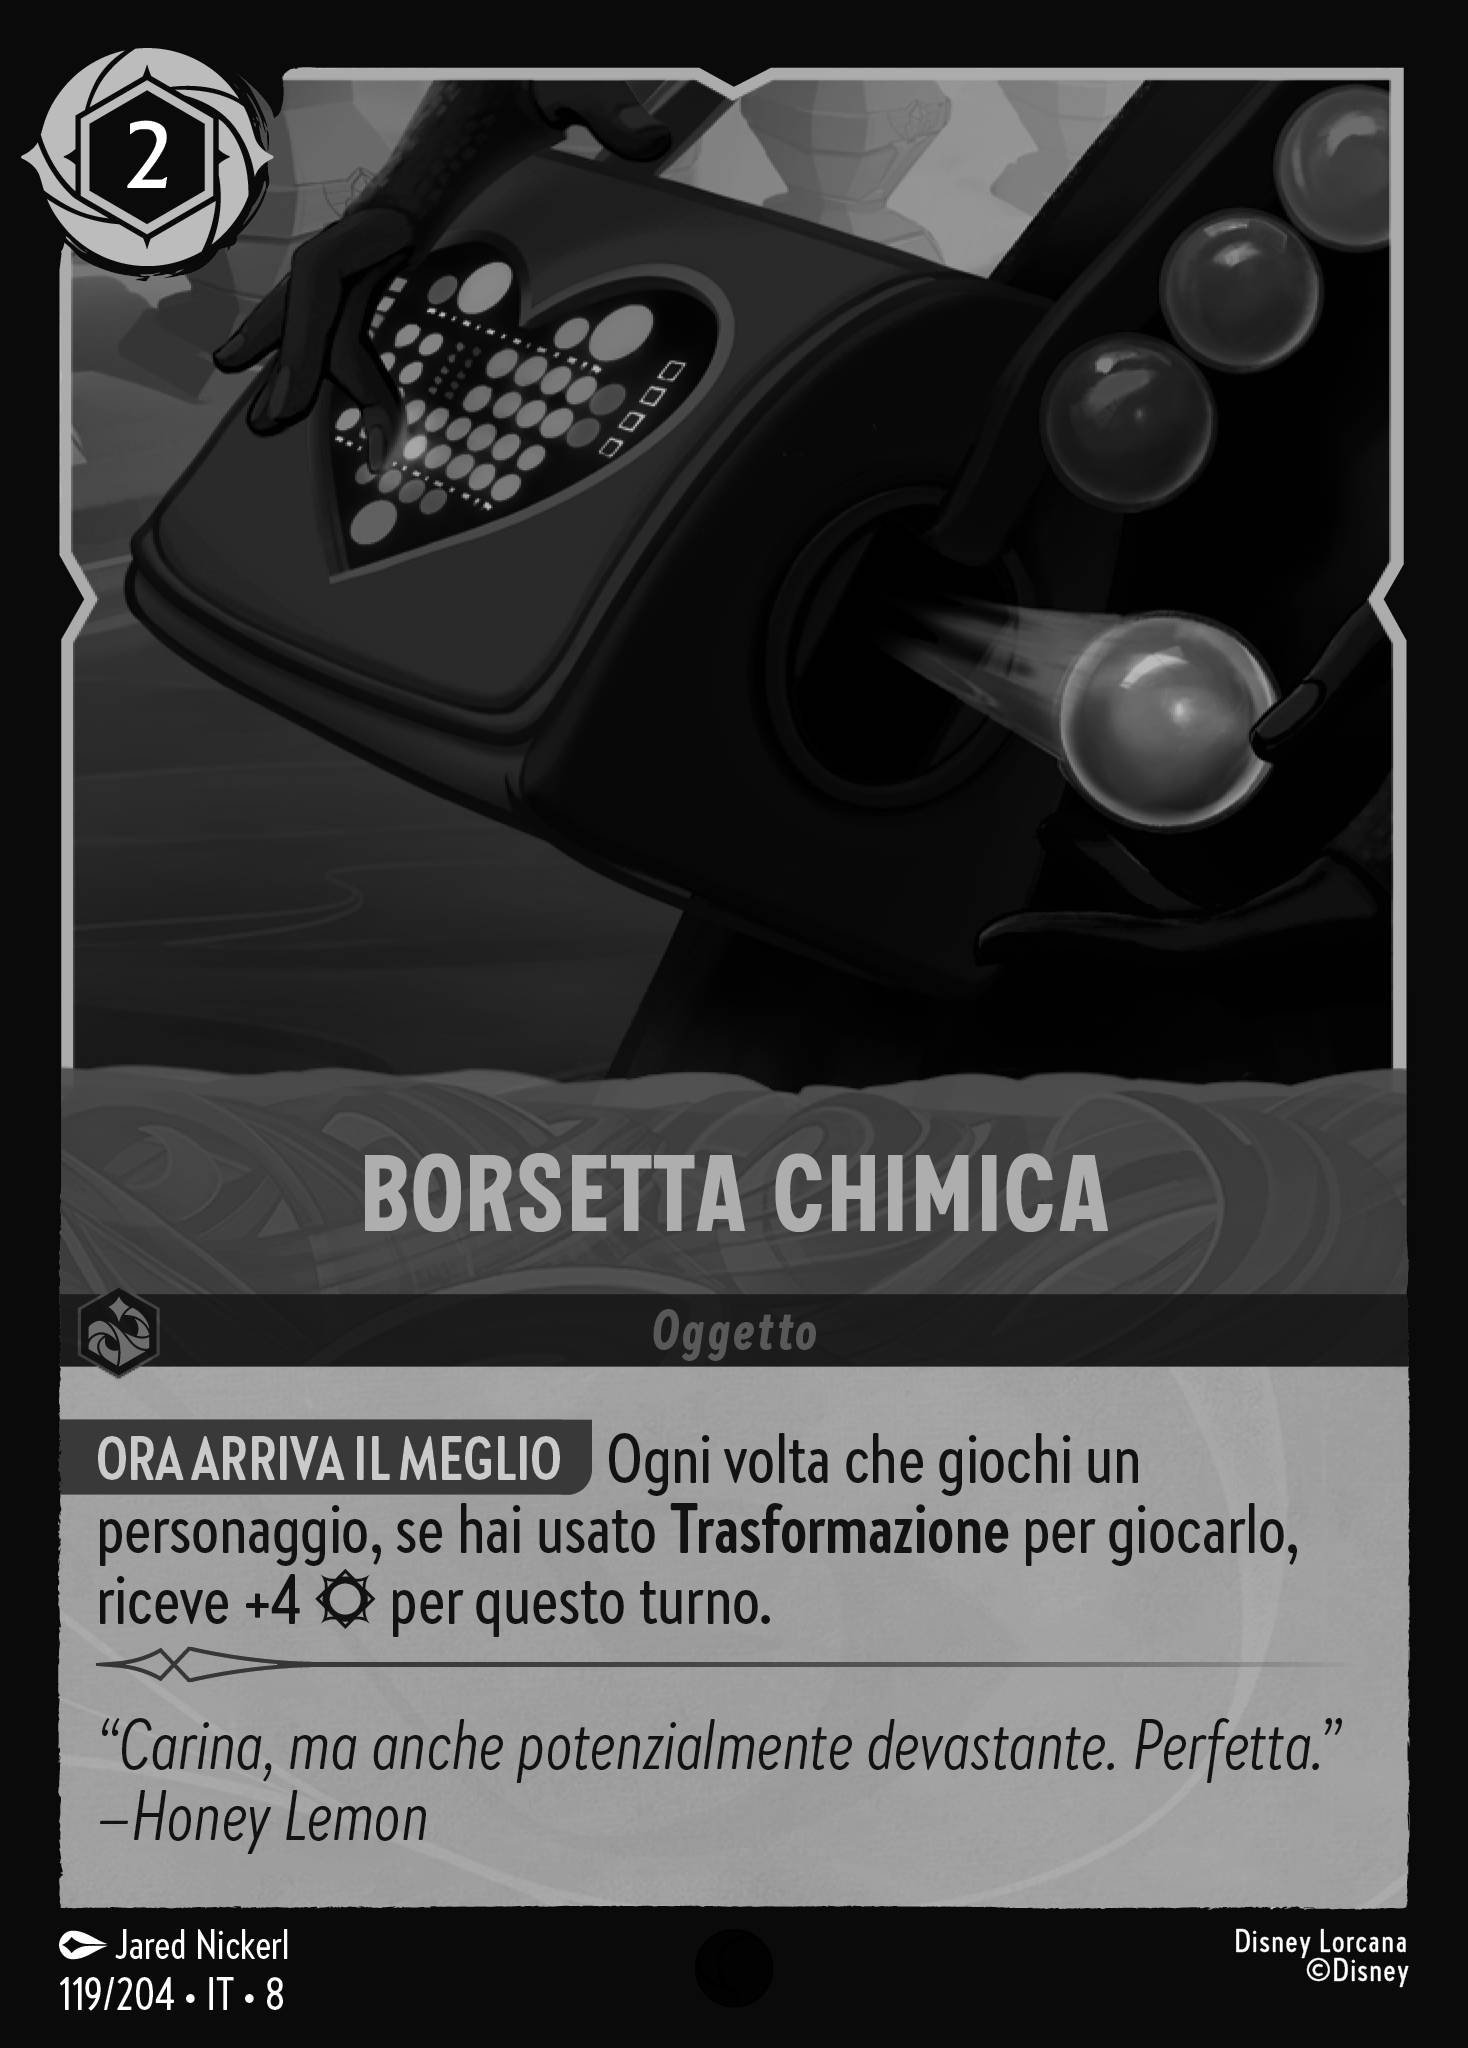 2
BORSETTA CHIMICA
Oggetto
ORA ARRIVA IL MEGLIO Ogni volta che giochi un
personaggio, se hai usato Trasformazione per giocarlo,
riceve +4 per questo turno.
“Carina, ma anche potenzialmente devastante. Perfetta.”
—Honey Lemon
Jared Nickerl
119/204 • IT • 8
Disney Lorcana
©Disney